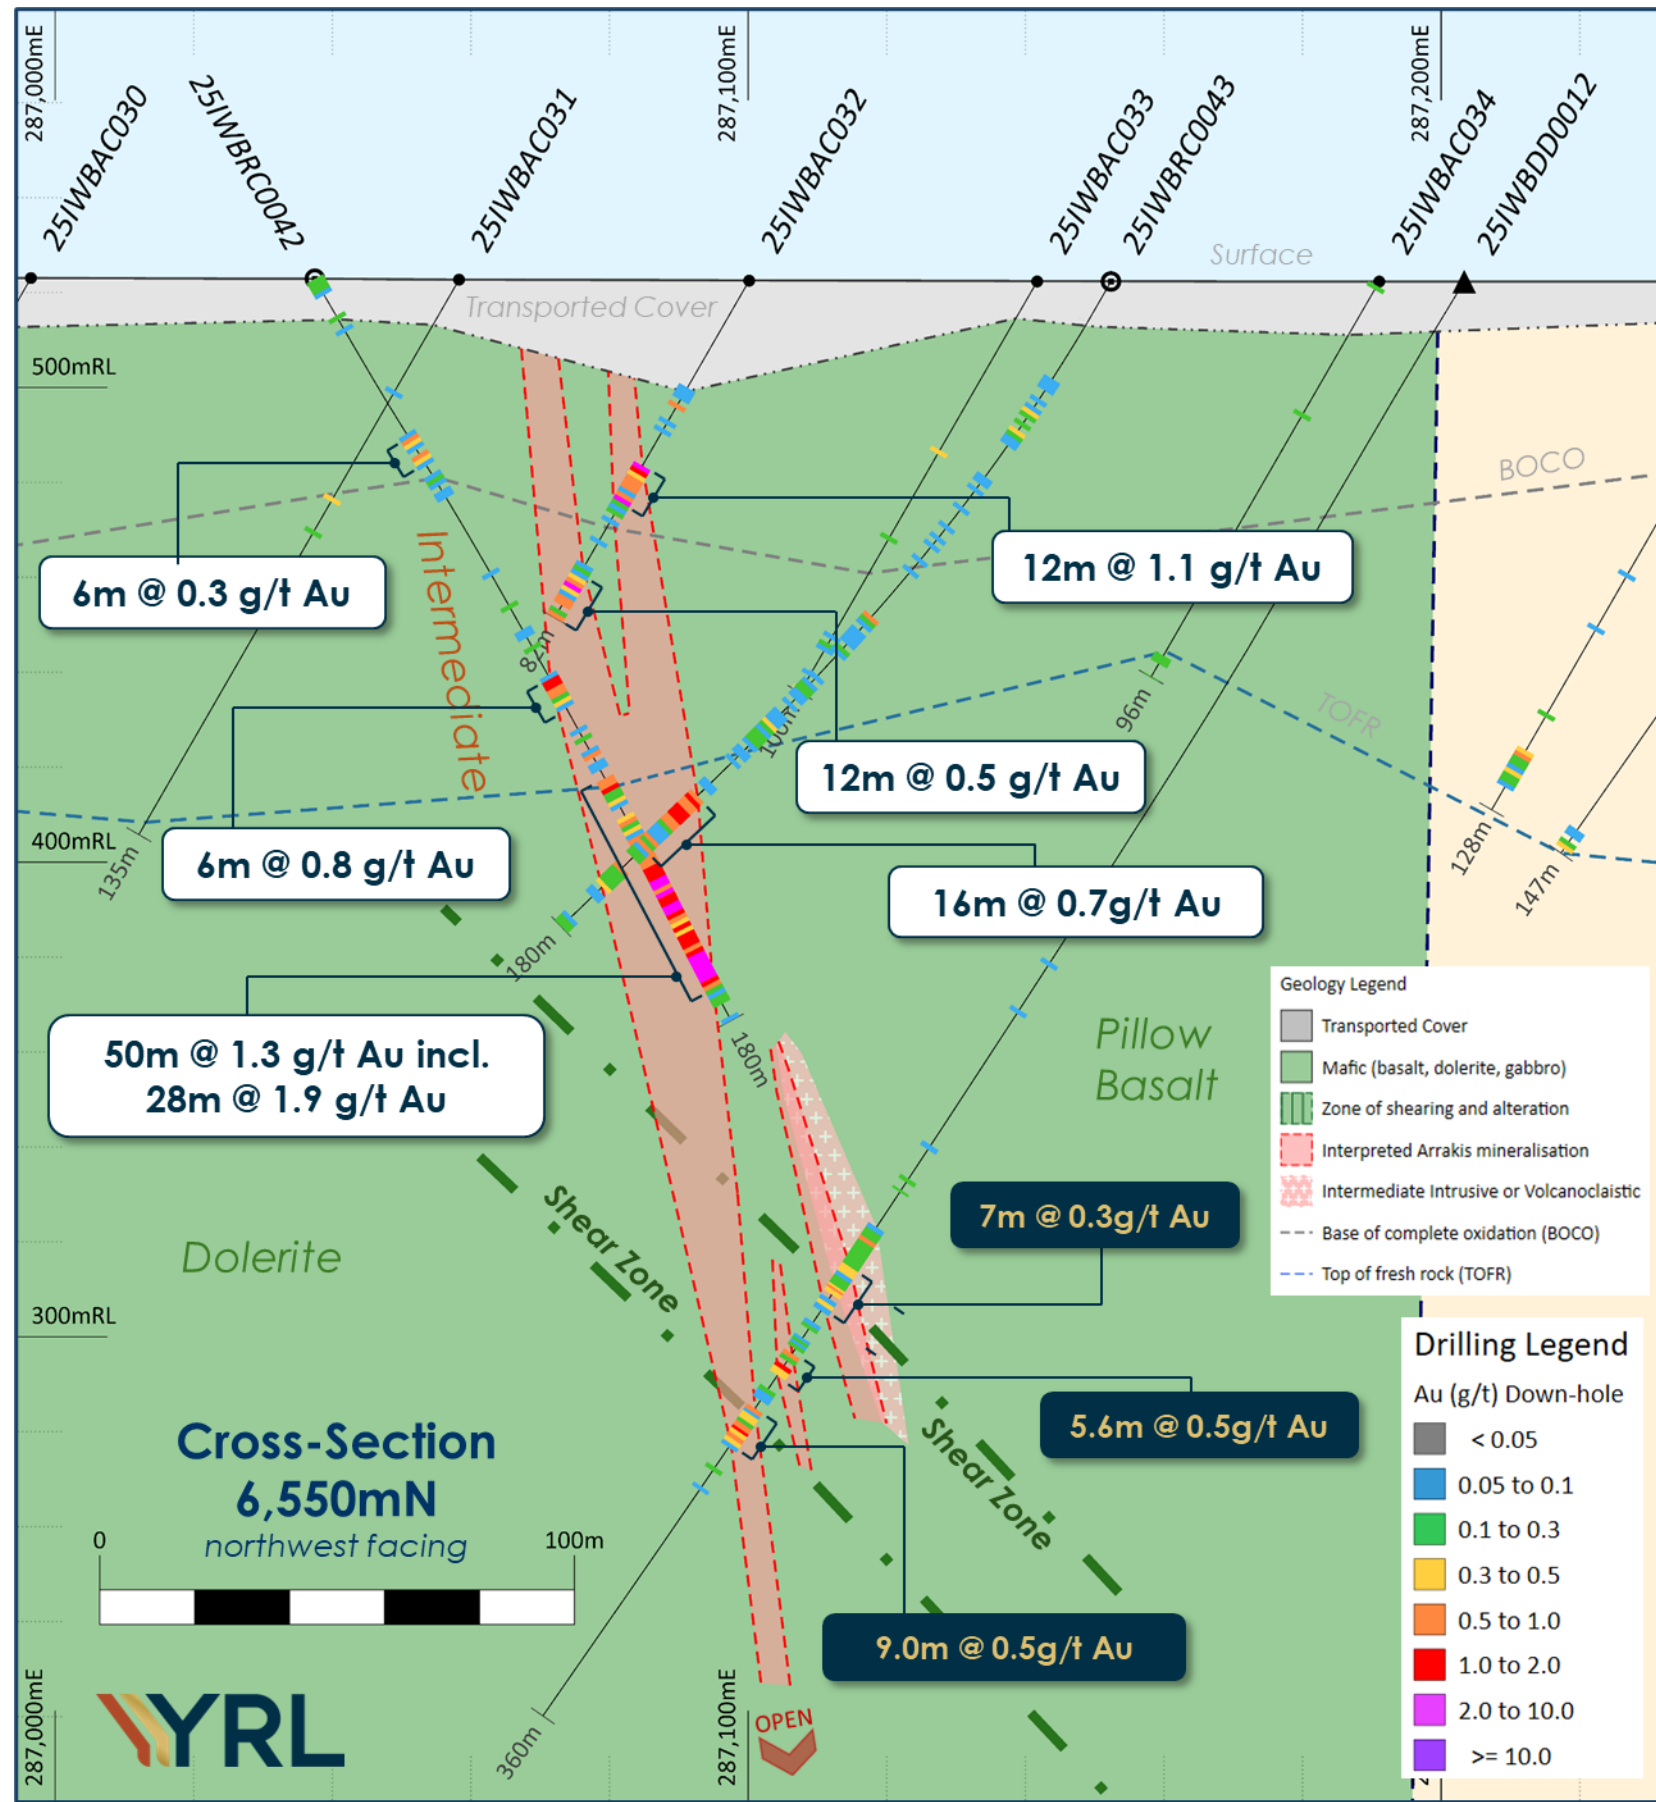 287,000mE
287,100mE
287,200mE
25IWBAC030
25IWBRC0042
25IWBAC031
25IWBAC032
25IWBAC033
25IWBRC0043
25IWBAC034
25IWBDD0012
Surface
Transported Cover
500mRL
BOCO
Intermediate
6m @ 0.3 g/t Au
12m @ 1.1 g/t Au
82m
96m
TOFR
100m
12m @ 0.5 g/t Au
6m @ 0.8 g/t Au
400mRL
135m
128m
147m
16m @ 0.7g/t Au
180m
50m @ 1.3 g/t Au incl.
28m @ 1.9 g/t Au
180m
Pillow
Basalt
Geology Legend
Transported Cover
Mafic (basalt, dolerite, gabbro)
Zone of shearing and alteration
Interpreted Arrakis mineralisation
Intermediate Intrusive or Volcanoclaistic
Base of complete oxidation (BOCO)
Top of fresh rock (TOFR)
Shear Zone
Dolerite
7m @ 0.3g/t Au
300mRL
5.6m @ 0.5g/t Au
Shear Zone
Drilling Legend
Au (g/t) Down-hole
< 0.05
0.05 to 0.1
0.1 to 0.3
0.3 to 0.5
0.5 to 1.0
1.0 to 2.0
2.0 to 10.0
>= 10.0
Cross-Section
6,550mN
northwest facing
0
100m
9.0m @ 0.5g/t Au
YRL
360m
OPEN
287,000mE
287,100mE